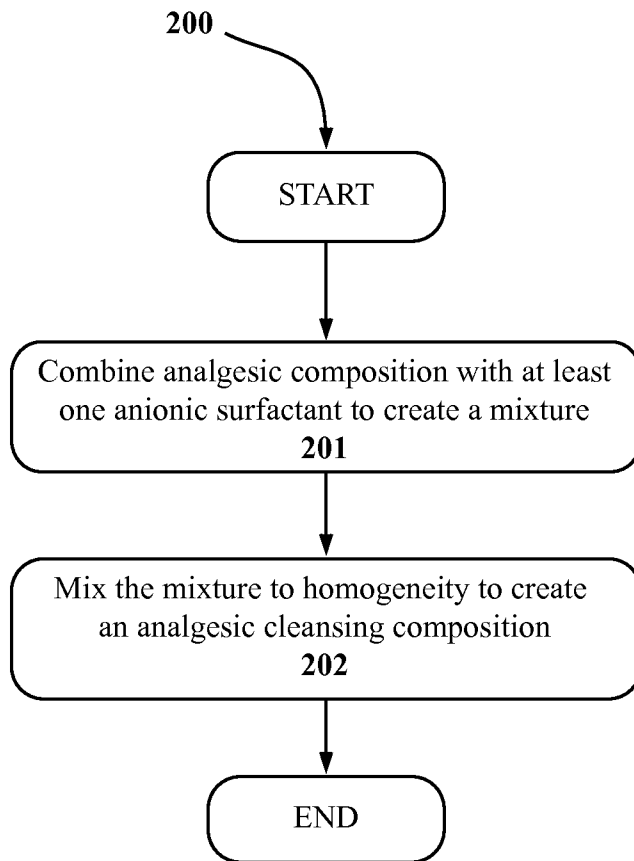 200
START
Combine analgesic composition with at least
one anionic surfactant to create a mixture
201
Mix the mixture to homogeneity to create
an analgesic cleansing composition
202
END